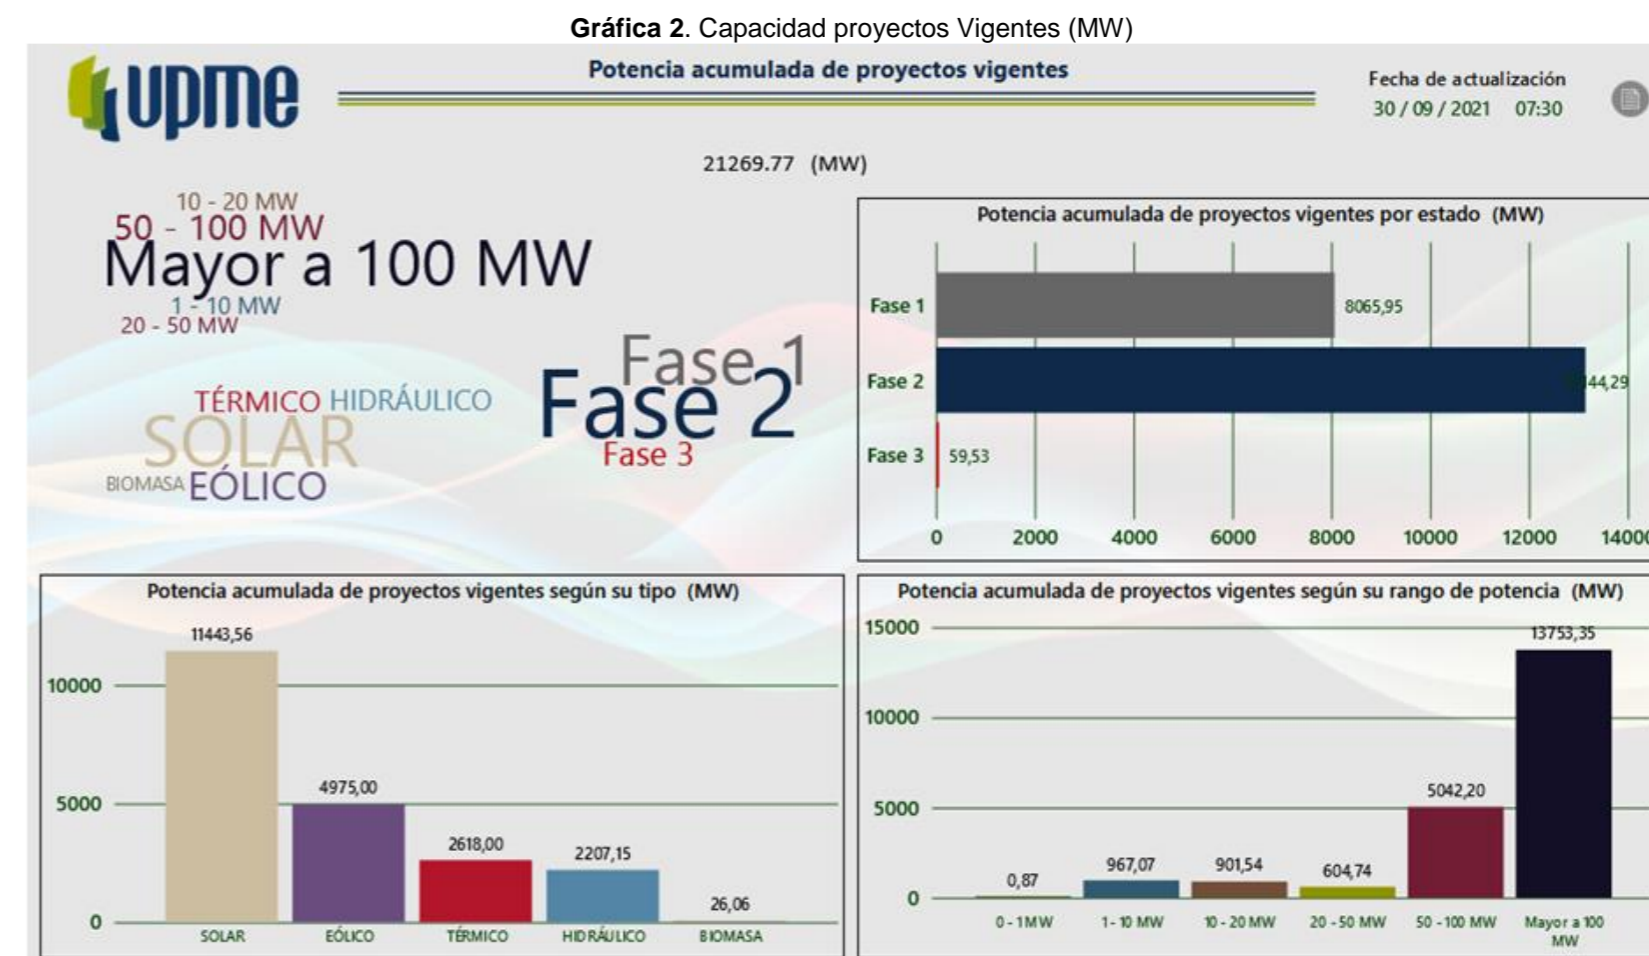 Gráfica 2. Capacidad proyectos Vigentes (MW)
upme
Potencia acumulada de proyectos vigentes
Fecha de actualización
30 / 09 / 2021 07:30
21269.77 (MW)
10 - 20 MW
50 - 100 MW
Mayor a 100 MW
1 - 10 MW
20 - 50 MW
TÉRMICO HIDRÁULICO
SOLAR
BIOMASA EÓLICO
Fase 1
Fase 2
Fase 3
Potencia acumulada de proyectos vigentes por estado (MW)
Fase 1 8065,95
Fase 2 44,29
Fase 3 59,53
0 2000 4000 6000 8000 10000 12000 14000
Potencia acumulada de proyectos vigentes según su tipo (MW)
11443,56
10000
4975,00
5000
2618,00
2207,15
26,06
0
SOLAR EÓLICO TÉRMICO HIDRÁULICO BIOMASA
Potencia acumulada de proyectos vigentes según su rango de potencia (MW)
15000
13753,35
10000
5042,20
5000
967,07
901,54
604,74
0,87
0
0 - 1 MW 1 - 10 MW 10 - 20 MW 20 - 50 MW 50 - 100 MW Mayor a 100
MW